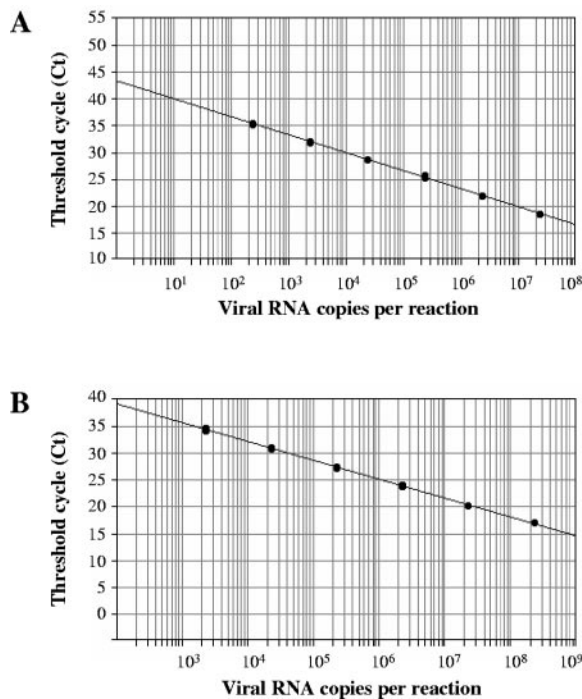 A
Threshold cycle (Ct)
55
50
45
40
35
30
25
20
15
10
10¹ 10² 10³ 10⁴ 10⁵ 10⁶ 10⁷ 10⁸
Viral RNA copies per reaction
B
Threshold cycle (Ct)
40
35
30
25
20
15
10
5
0
10³ 10⁴ 10⁵ 10⁶ 10⁷ 10⁸ 10⁹
Viral RNA copies per reaction